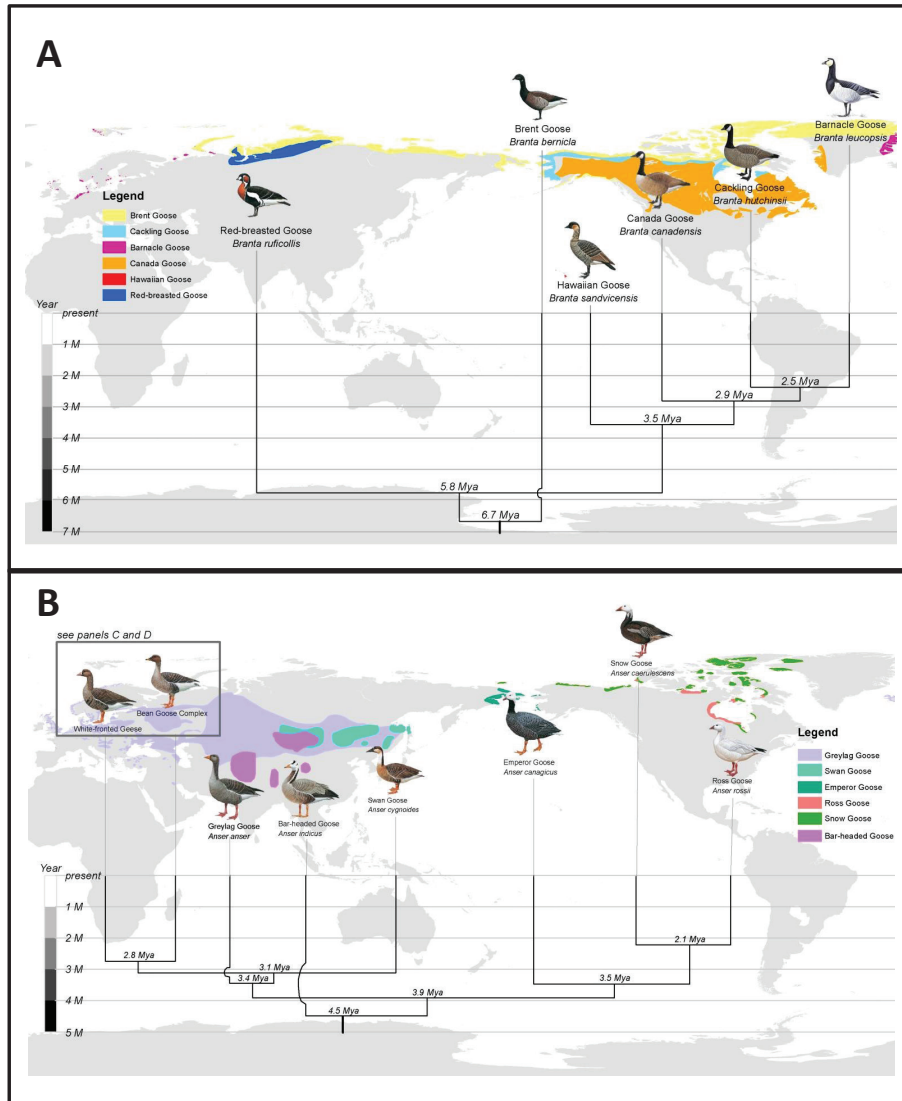 A
Barnacle Goose
Branta leucopsis
Brent Goose
Branta bernicla
Cackling Goose
Branta hutchinsii
Legend
Brent Goose
Cackling Goose
Barnacle Goose
Canada Goose
Hawaiian Goose
Red-breasted Goose
Red-breasted Goose
Branta ruficollis
Canada Goose
Branta canadensis
Hawaiian Goose
Branta sandvicensis
Year
present
1 M
2 M
3 M
4 M
5 M
6 M
7 M
2.5 Mya
2.9 Mya
3.5 Mya
5.8 Mya
6.7 Mya
B
see panels C and D
Bean Goose Complex
White-fronted Geese
Snow Goose
Anser caerulescens
Emperor Goose
Anser canagicus
Ross Goose
Anser rossii
Legend
Greylag Goose
Swan Goose
Emperor Goose
Ross Goose
Snow Goose
Bar-headed Goose
Swan Goose
Anser cygnoides
Greylag Goose
Anser anser
Bar-headed Goose
Anser indicus
Year
present
1 M
2 M
3 M
4 M
5 M
2.1 Mya
2.8 Mya
3.1 Mya
3.4 Mya
3.5 Mya
3.9 Mya
4.5 Mya